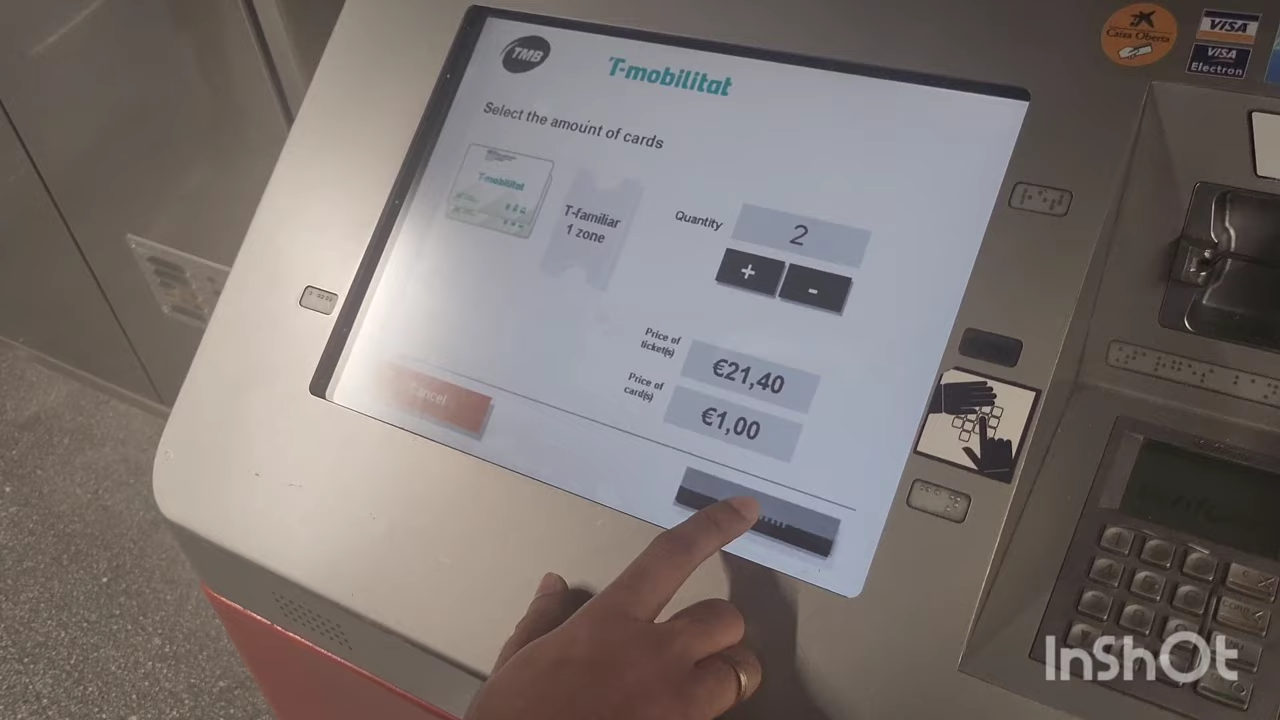 TMB
T-mobilitat
Select the amount of cards
T-mobilitat
T-familiar
1 zone
Quantity
2
+
-
Price of
ticket(s)
€21,40
Price of
card(s)
€1,00
Cancel
Caixa Oberta
VISA
VISA
Electron
InShOt